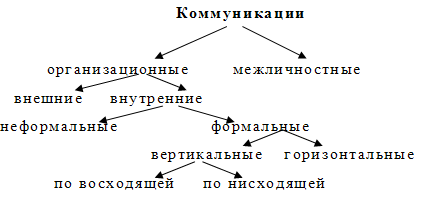 Коммуникации
организационные межличностные
внешние внутренние
неформальные формальные
вертикальные горизонтальные
по восходящей по нисходящей